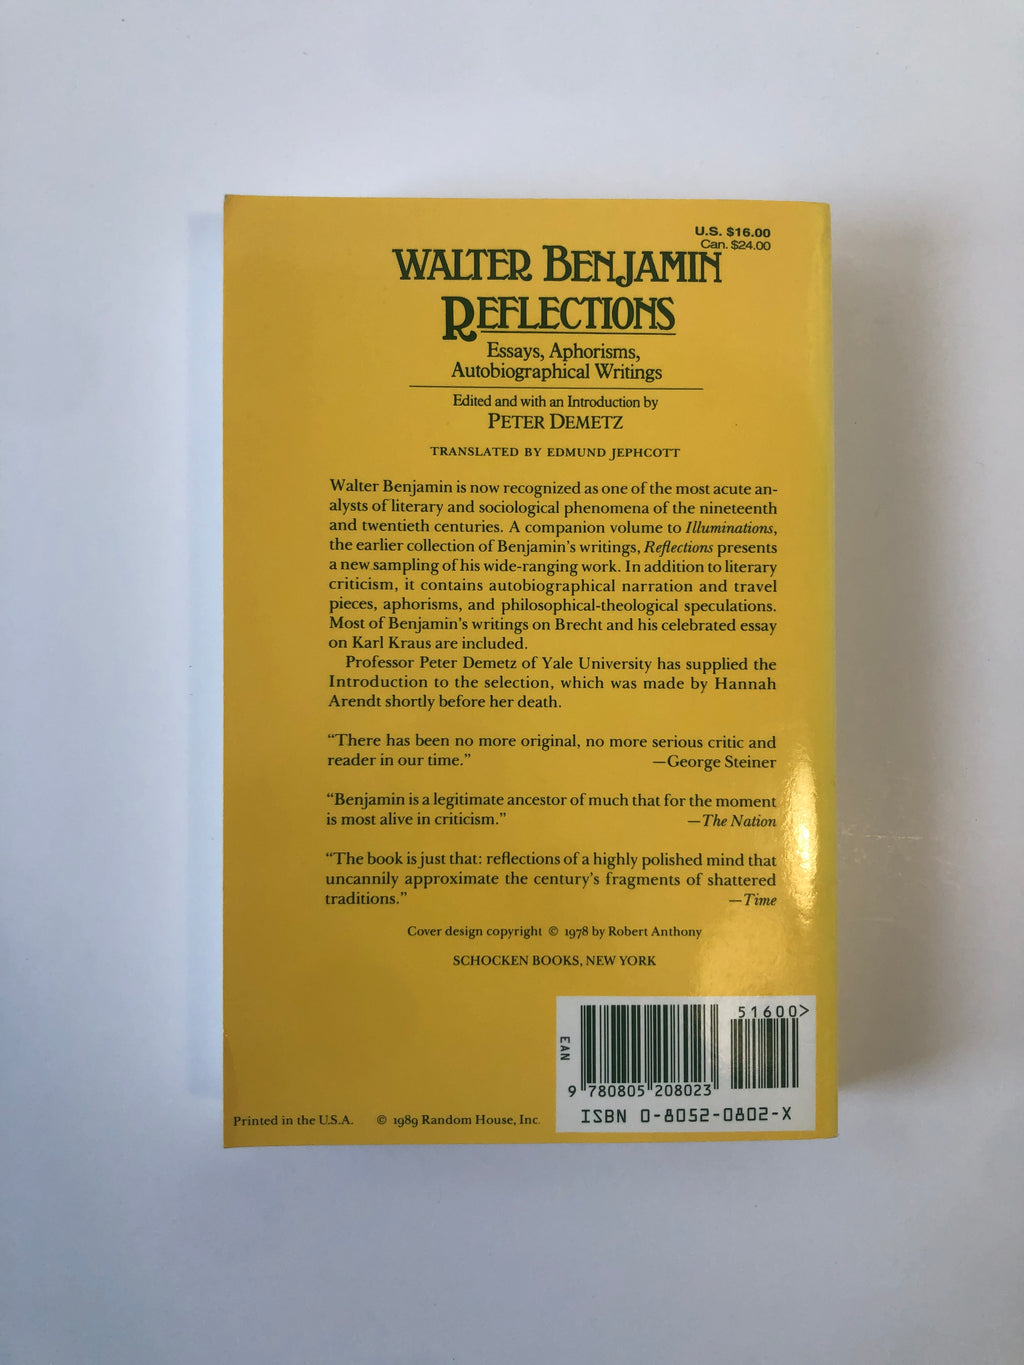 U.S. $16.00
Can. $24.00
WALTER BENJAMIN
REFLECTIONS
Essays, Aphorisms,
Autobiographical Writings
Edited and with an Introduction by
PETER DEMETZ
TRANSLATED BY EDMUND JEPHCOTT
Walter Benjamin is now recognized as one of the most acute an-
alysts of literary and sociological phenomena of the nineteenth
and twentieth centuries. A companion volume to Illuminations,
the earlier collection of Benjamin's writings, Reflections presents
a new sampling of his wide-ranging work. In addition to literary
criticism, it contains autobiographical narration and travel
pieces, aphorisms, and philosophical-theological speculations.
Most of Benjamin's writings on Brecht and his celebrated essay
on Karl Kraus are included.
Professor Peter Demetz of Yale University has supplied the
Introduction to the selection, which was made by Hannah
Arendt shortly before her death.
“There has been no more original, no more serious critic and
reader in our time.” —George Steiner
“Benjamin is a legitimate ancestor of much that for the moment
is most alive in criticism.” —The Nation
“The book is just that: reflections of a highly polished mind that
uncannily approximate the century's fragments of shattered
traditions.” —Time
Cover design copyright © 1978 by Robert Anthony
SCHOCKEN BOOKS, NEW YORK
51600>
EAN
9 780805 208023
ISBN 0-8052-0802-X
Printed in the U.S.A. © 1989 Random House, Inc.